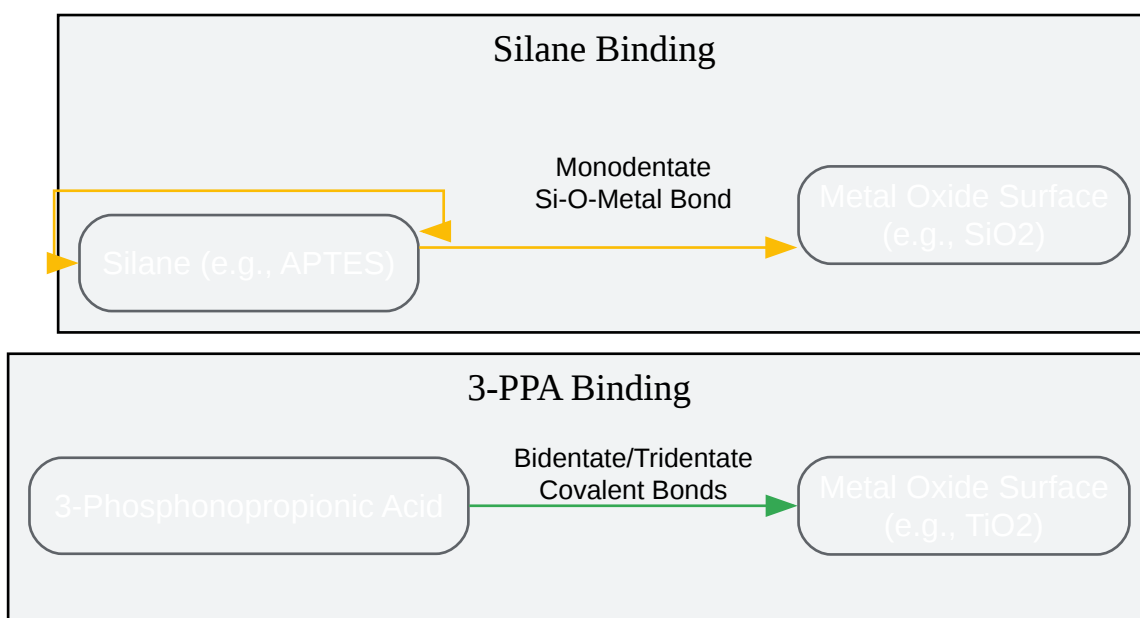 Silane Binding
Monodentate
Si-O-Metal Bond
Metal Oxide Surface
(e.g., SiO2)
Silane (e.g., APTES)
3-PPA Binding
Bidentate/Tridentate
Covalent Bonds
3-Phosphonopropionic Acid
Metal Oxide Surface
(e.g., TiO2)